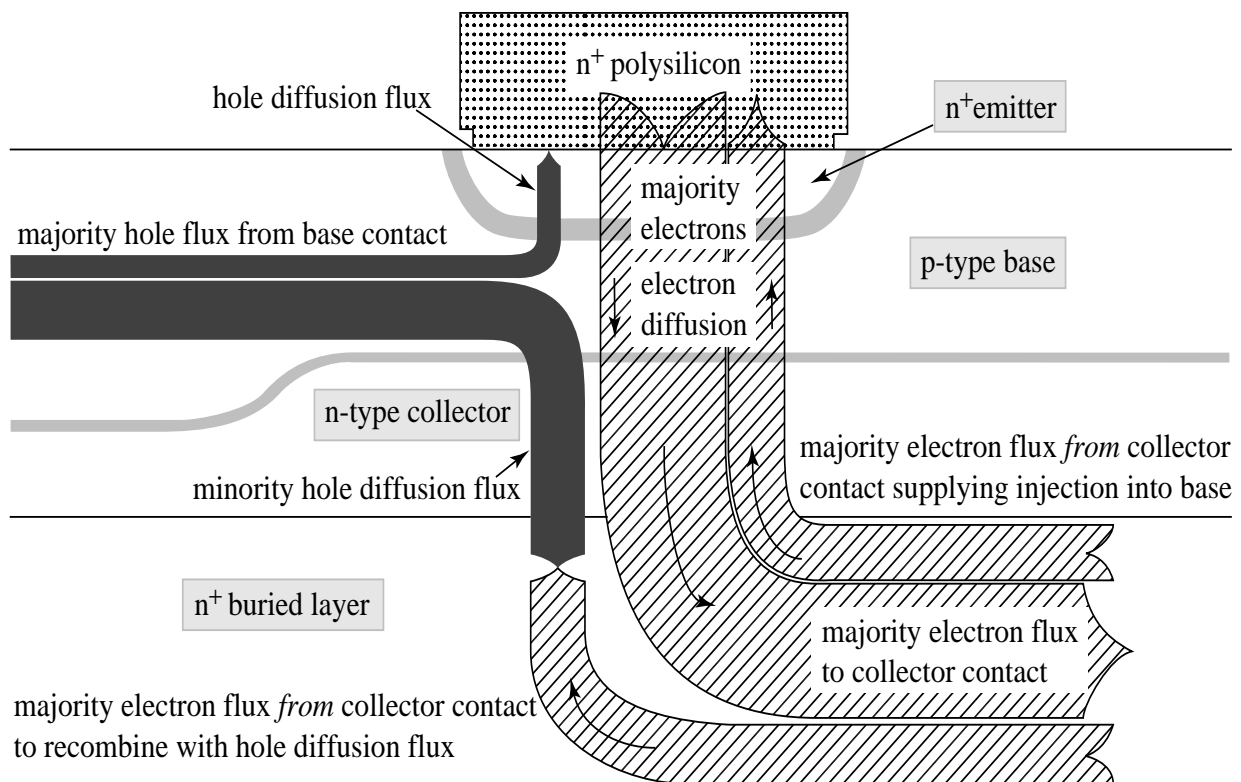 n+ polysilicon
hole diffusion flux
n+ emitter
majority
electrons
majority hole flux from base contact
p-type base
electron
diffusion
n-type collector
majority electron flux from collector
contact supplying injection into base
minority hole diffusion flux
n+ buried layer
majority electron flux
to collector contact
majority electron flux from collector contact
to recombine with hole diffusion flux